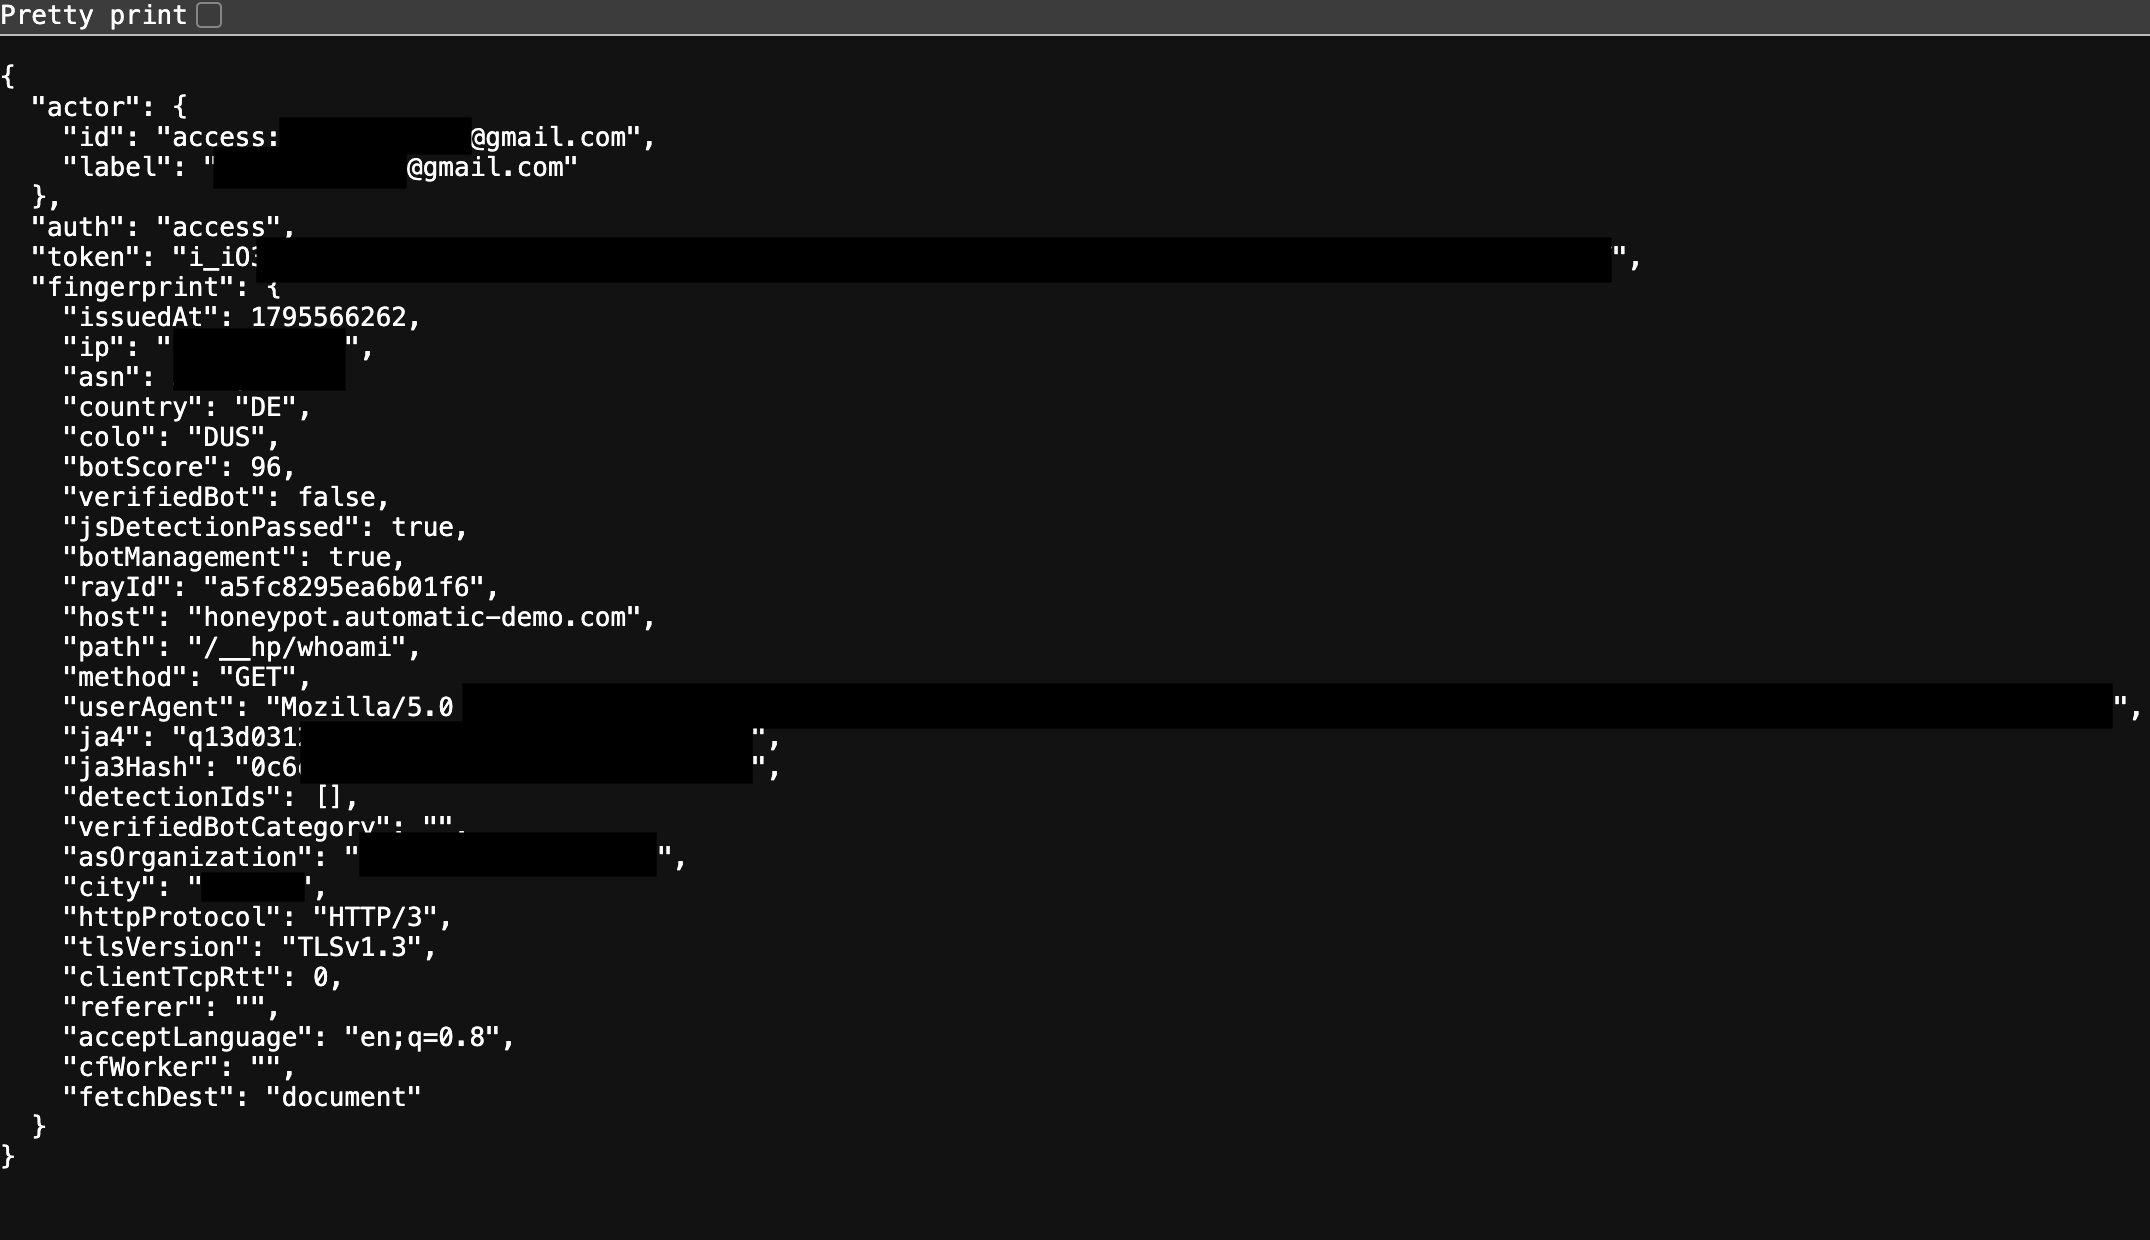 Pretty print
{
"actor": {
"id": "access: @gmail.com",
"label": " @gmail.com"
},
"auth": "access",
"token": "i_iO3 ",
"fingerprint": {
"issuedAt": 1795566262,
"ip": " ",
"asn":
"country": "DE",
"colo": "DUS",
"botScore": 96,
"verifiedBot": false,
"jsDetectionPassed": true,
"botManagement": true,
"rayId": "a5fc8295ea6b01f6",
"host": "honeypot.automatic-demo.com",
"path": "/__hp/whoami",
"method": "GET",
"userAgent": "Mozilla/5.0 ",
"ja4": "q13d031 ",
"ja3Hash": "0c6 ",
"detectionIds": [],
"verifiedBotCategory": "",
"asOrganization": " ",
"city": " ",
"httpProtocol": "HTTP/3",
"tlsVersion": "TLSv1.3",
"clientTcpRtt": 0,
"referer": "",
"acceptLanguage": "en;q=0.8",
"cfWorker": "",
"fetchDest": "document"
}
}